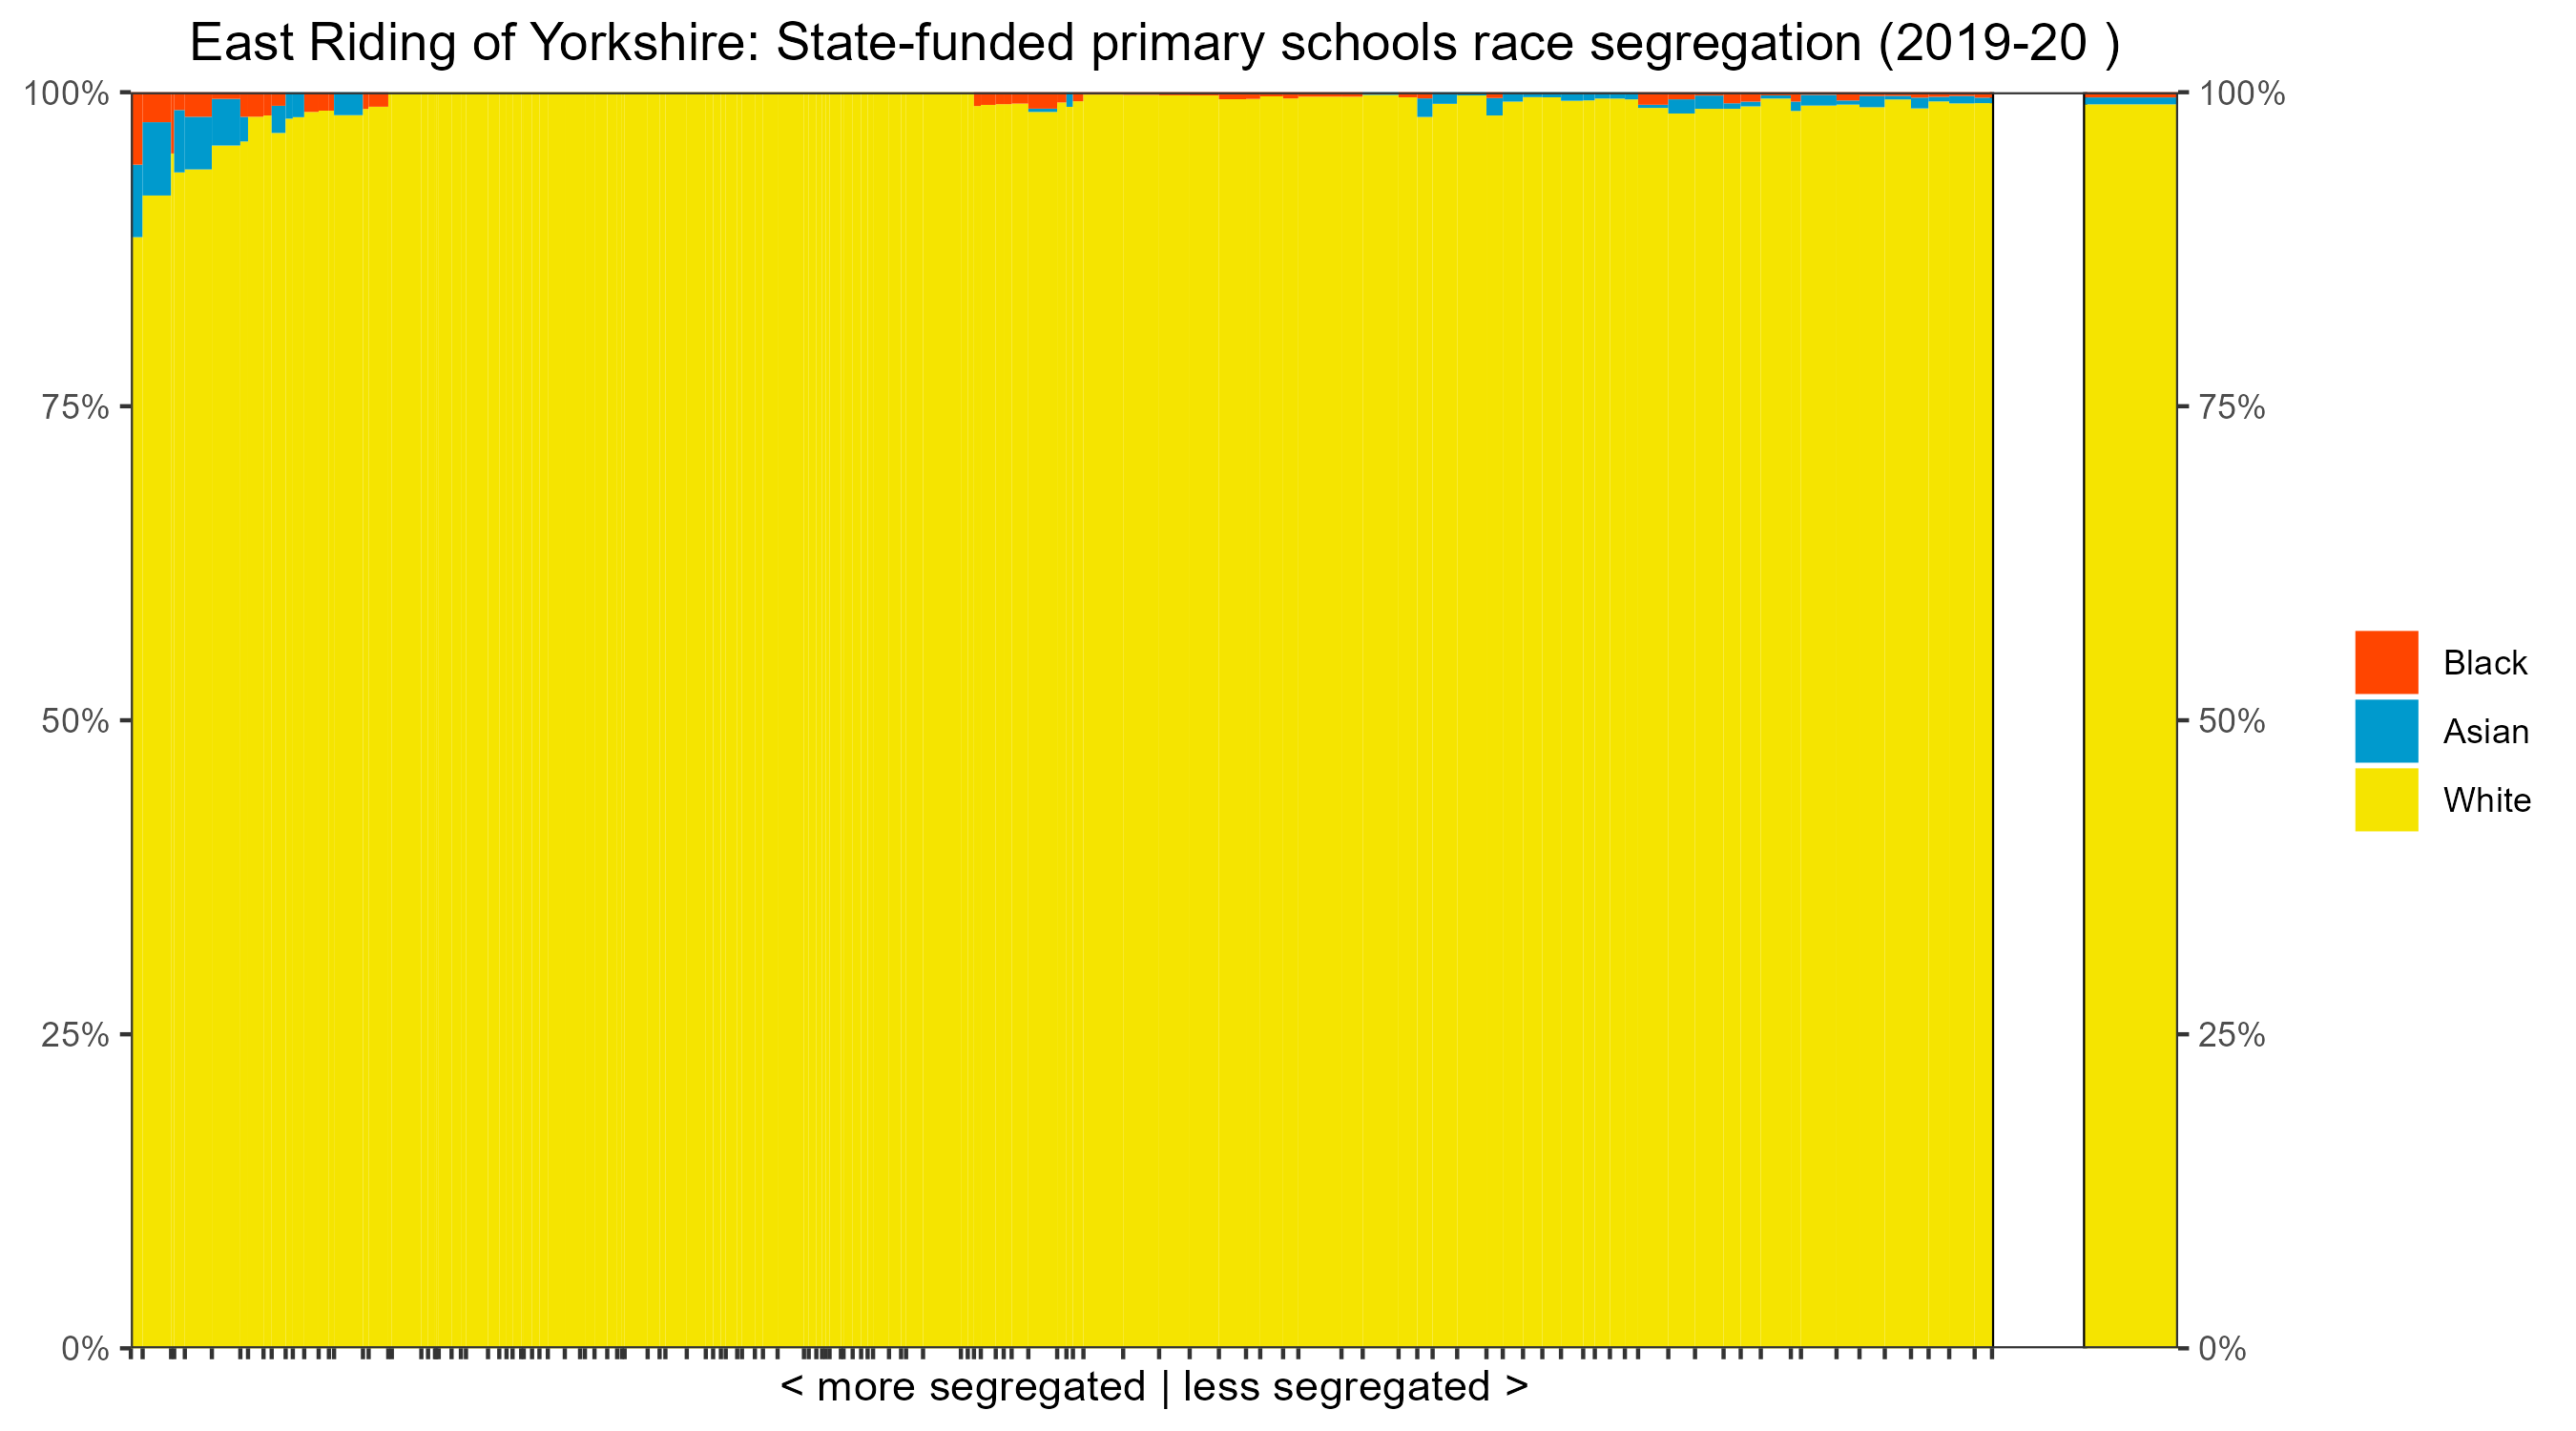 East Riding of Yorkshire: State-funded primary schools race segregation (2019-20 )
100%
75%
50%
25%
0%
100%
75%
50%
25%
0%
Black
Asian
White
< more segregated | less segregated >